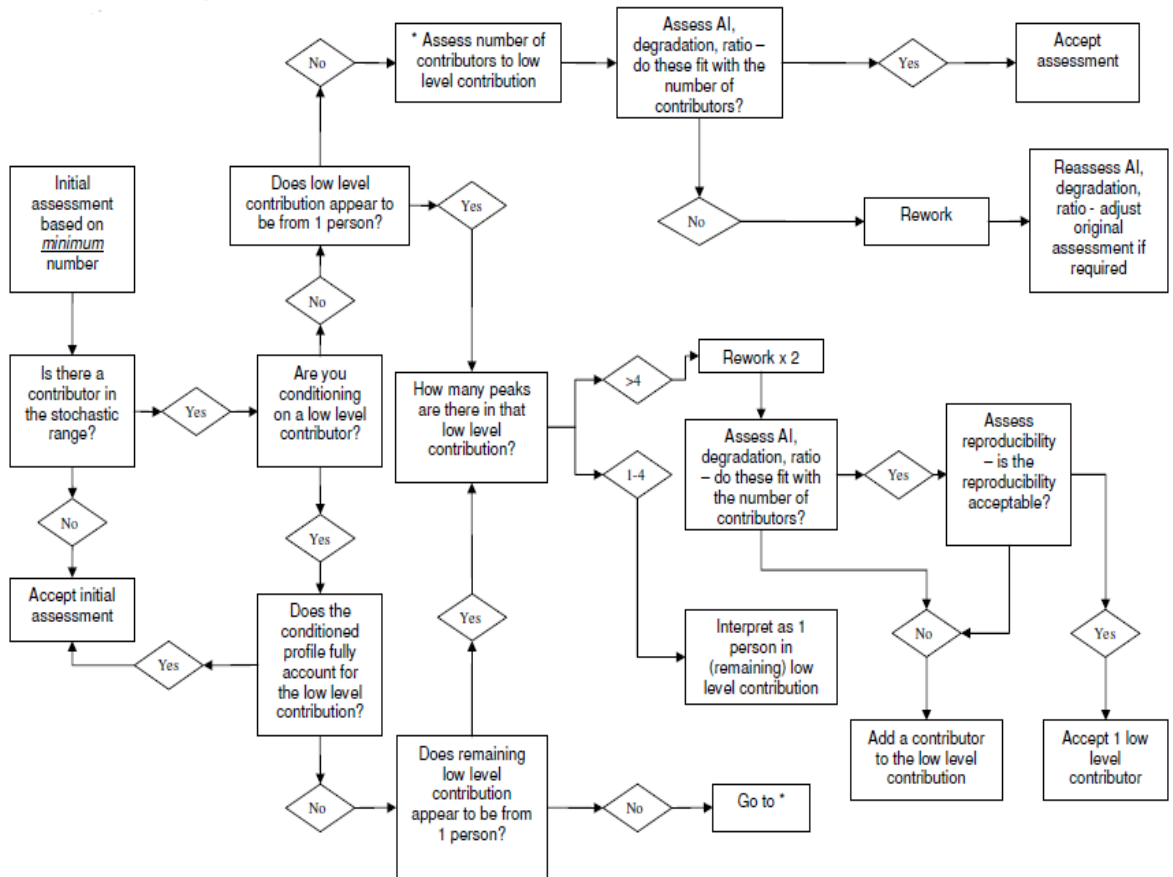 No
* Assess number of
contributors to low
level contribution
Assess AI,
degradation, ratio –
do these fit with the
number of
contributors?
Yes
Accept
assessment
Initial
assessment
based on
minimum
number
Does low level
contribution appear to
be from 1 person?
Yes
No
Rework
Reassess AI,
degradation,
ratio - adjust
original
assessment if
required
No
Is there a
contributor in
the stochastic
range?
Yes
Are you
conditioning
on a low level
contributor?
How many peaks
are there in that
low level
contribution?
>4
Rework x 2
1-4
Assess AI,
degradation, ratio
– do these fit with
the number of
contributors?
Yes
Assess
reproducibility
– is the
reproducibility
acceptable?
No
Yes
Accept initial
assessment
Yes
Does the
conditioned
profile fully
account for
the low level
contribution?
Yes
Interpret as 1
person in
(remaining) low
level contribution
No
Yes
No
Does remaining
low level
contribution
appear to be from
1 person?
No
Go to *
Add a contributor
to the low level
contribution
Accept 1 low
level
contributor